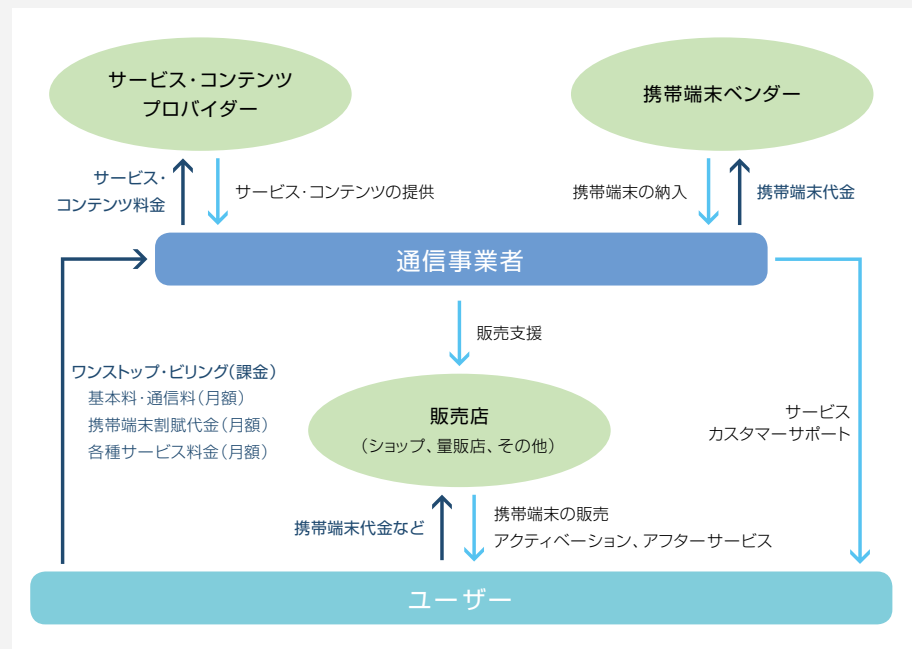 サービス・コンテンツ
プロバイダー
携帯端末ベンダー
サービス・
コンテンツ料金
サービス・コンテンツの提供
携帯端末の納入
携帯端末代金
通信事業者
販売支援
ワンストップ・ビリング(課金)
基本料・通信料(月額)
携帯端末割賦代金(月額)
各種サービス料金(月額)
販売店
(ショップ、量販店、その他)
サービス
カスタマーサポート
携帯端末代金など
携帯端末の販売
アクティベーション、アフターサービス
ユーザー